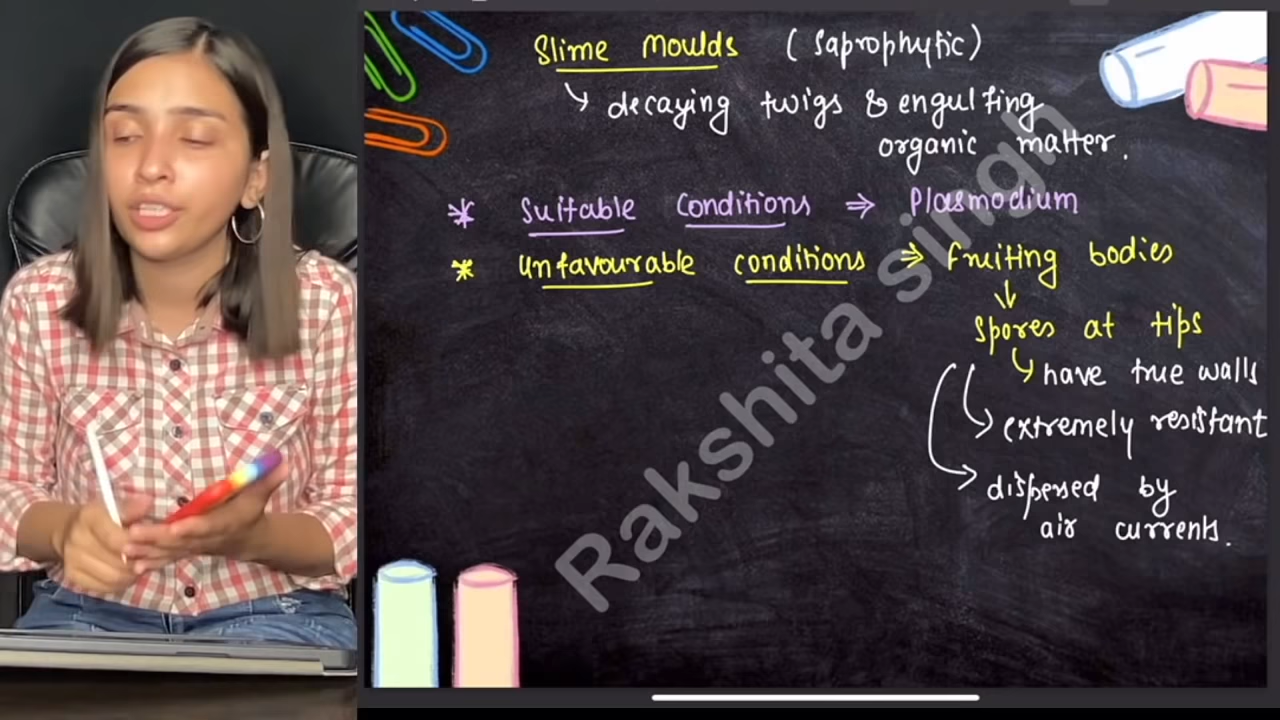 Slime Moulds (saprophytic)
↳ decaying twigs & engulfing
organic matter.
* Suitable Conditions ⇒ Plasmodium
* Unfavourable conditions ⇒ fruiting bodies
↓
Spores at tips
↳ have true walls
↳ extremely resistant
→ dispersed by
air currents.
Rakshita singh